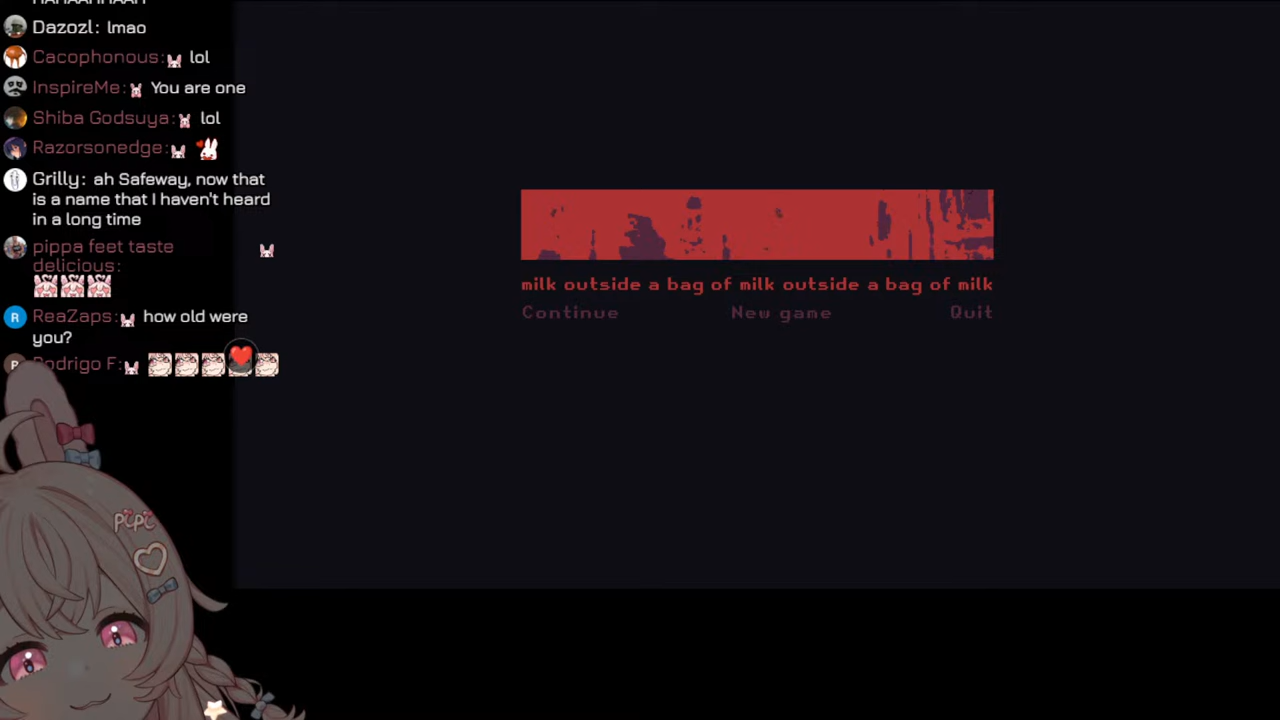 Dazozl: lmao
Cacophonous: lol
InspireMe: You are one
Shiba Godsuya: lol
Razorsonedge:
Grilly: ah Safeway, now that
is a name that I haven't heard
in a long time
pippa feet taste
delicious:
R ReaZaps: how old were
you?
R Rodrigo F:
milk outside a bag of milk outside a bag of milk
Continue New game Quit
pipi